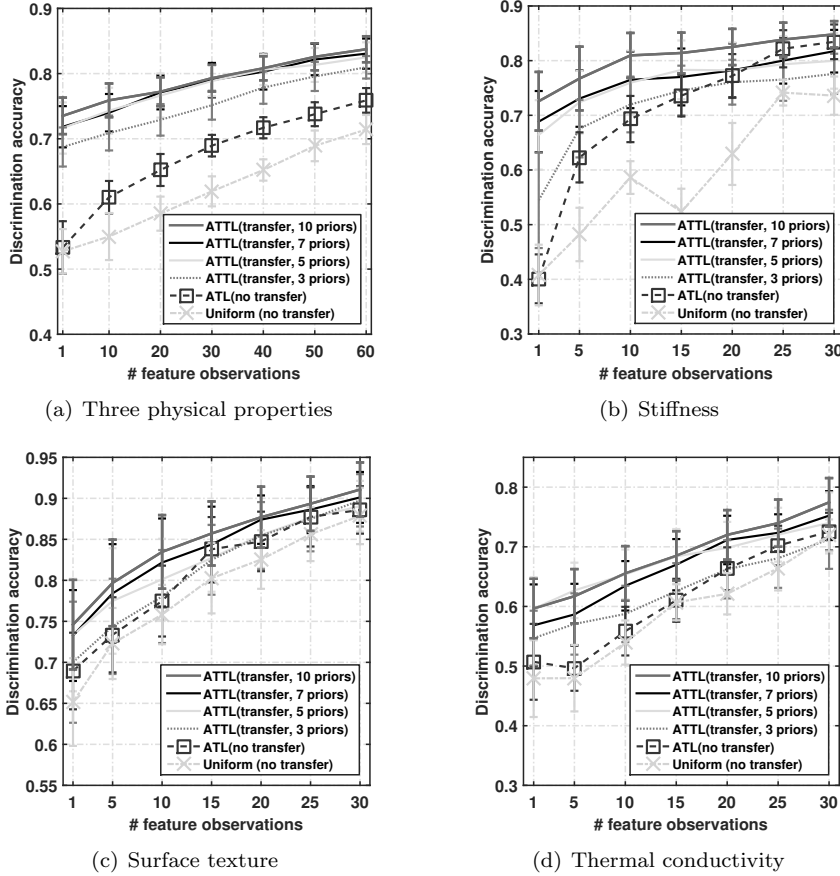 0.9
0.8
0.7
0.6
0.5
0.4
Discrimination accuracy
ATTL(transfer, 10 priors)
ATTL(transfer, 7 priors)
ATTL(transfer, 5 priors)
ATTL(transfer, 3 priors)
ATL(no transfer)
Uniform (no transfer)
1 10 20 30 40 50 60
# feature observations
(a) Three physical properties
0.9
0.8
0.7
0.6
0.5
0.4
0.3
Discrimination accuracy
ATTL(transfer, 10 priors)
ATTL(transfer, 7 priors)
ATTL(transfer, 5 priors)
ATTL(transfer, 3 priors)
ATL(no transfer)
Uniform (no transfer)
1 5 10 15 20 25 30
# feature observations
(b) Stiffness
0.95
0.9
0.85
0.8
0.75
0.7
0.65
0.6
0.55
Discrimination accuracy
ATTL(transfer, 10 priors)
ATTL(transfer, 7 priors)
ATTL(transfer, 5 priors)
ATTL(transfer, 3 priors)
ATL(no transfer)
Uniform (no transfer)
1 5 10 15 20 25 30
# feature observations
(c) Surface texture
0.8
0.7
0.6
0.5
0.4
0.3
Discrimination accuracy
ATTL(transfer, 10 priors)
ATTL(transfer, 7 priors)
ATTL(transfer, 5 priors)
ATTL(transfer, 3 priors)
ATL(no transfer)
Uniform (no transfer)
1 5 10 15 20 25 30
# feature observations
(d) Thermal conductivity